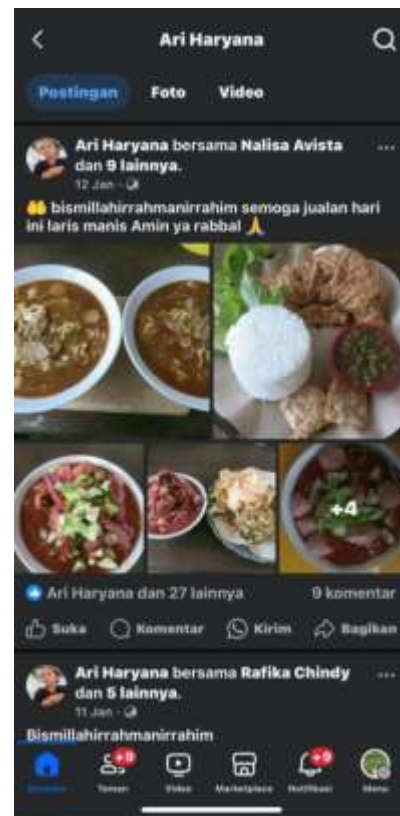 Ari Haryana
Postingan Foto Video
Ari Haryana bersama Nalisa Avista
dan 9 lainnya.
12 Jan
🤲 bismillahirrahmanirrahim semoga jualan hari
ini laris manis Amin ya rabbal 🙏
+4
Ari Haryana dan 27 lainnya 9 komentar
Suka Komentar Kirim Bagikan
Ari Haryana bersama Rafika Chindy
dan 5 lainnya.
11 Jan
Bismillahirrahmanirrahim
+9 +9
Teman Video Marketplace Notifikasi Menu